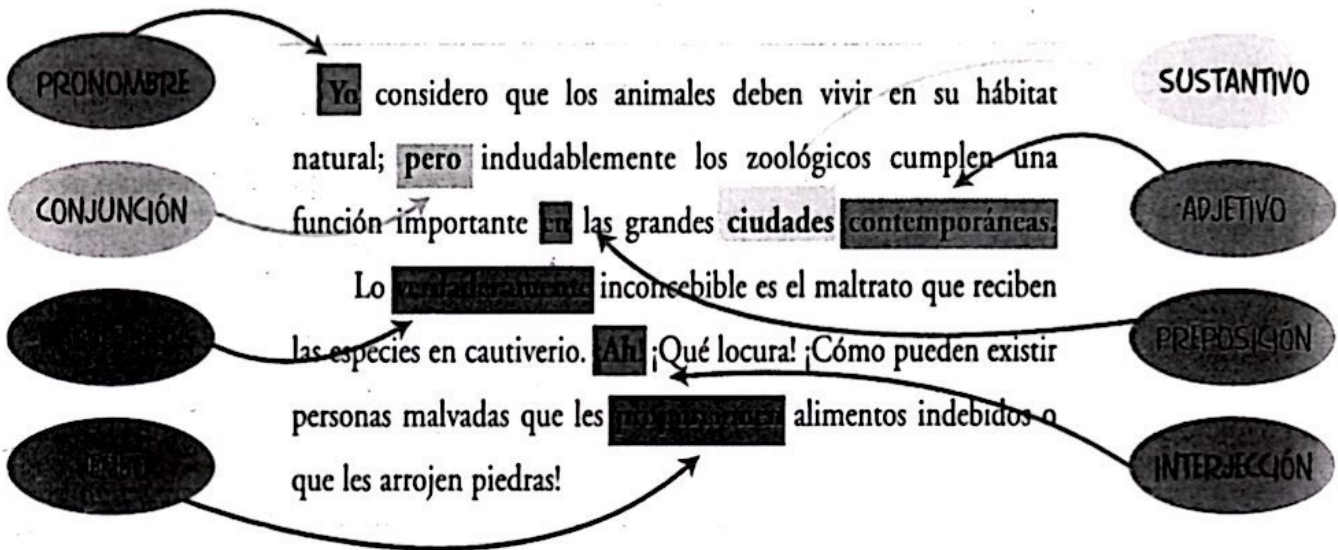 PRONOMBRE
CONJUNCIÓN
Yo considero que los animales deben vivir en su hábitat
natural; pero indudablemente los zoológicos cumplen una
función importante en las grandes ciudades contemporáneas.
Lo verdaderamente inconcebible es el maltrato que reciben
las especies en cautiverio. ¡Ah! ¡Qué locura! ¡Cómo pueden existir
personas malvadas que les alimentos indebidos o
que les arrojen piedras!
SUSTANTIVO
ADJETIVO
PREPOSICIÓN
INTERJECCIÓN